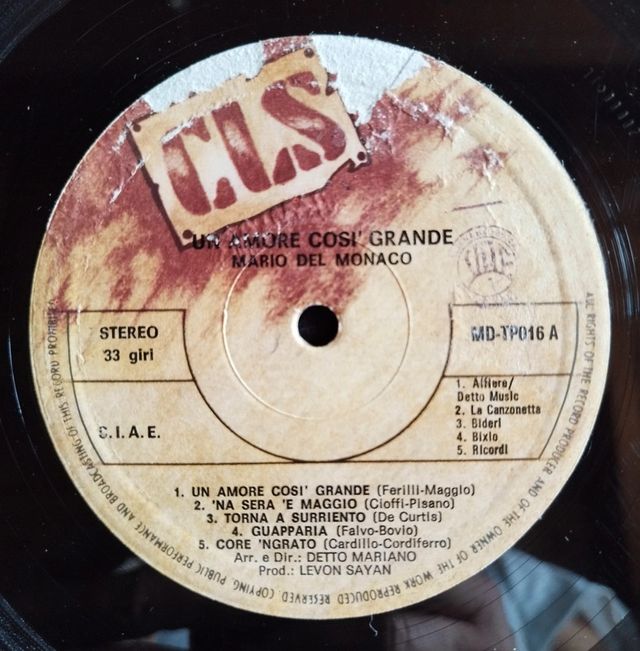 C.L.S
UN AMORE COSI' GRANDE
MARIO DEL MONACO
STEREO
33 giri
S.I.A.E.
MD-TP016 A
1. Alfiere/
Detto Music
2. La Canzonetta
3. Bideri
4. Bixio
5. Ricordi
1. UN AMORE COSI' GRANDE (Ferilli-Maggio)
2. 'NA SERA 'E MAGGIO (Cioffi-Pisano)
3. TORNA A SURRIENTO (De Curtis)
4. GUAPPARIA (Falvo-Bovio)
5. CORE 'NGRATO (Cardillo-Cordiferro)
Arr. e Dir.: DETTO MARIANO
Prod.: LEVON SAYAN
ALL RIGHTS OF THE RECORD PRODUCER AND OF THE OWNER OF THE WORK REPRODUCED RESERVED. COPYING, PUBLIC PERFORMANCE AND BROADCASTING OF THIS RECORD PROHIBITED